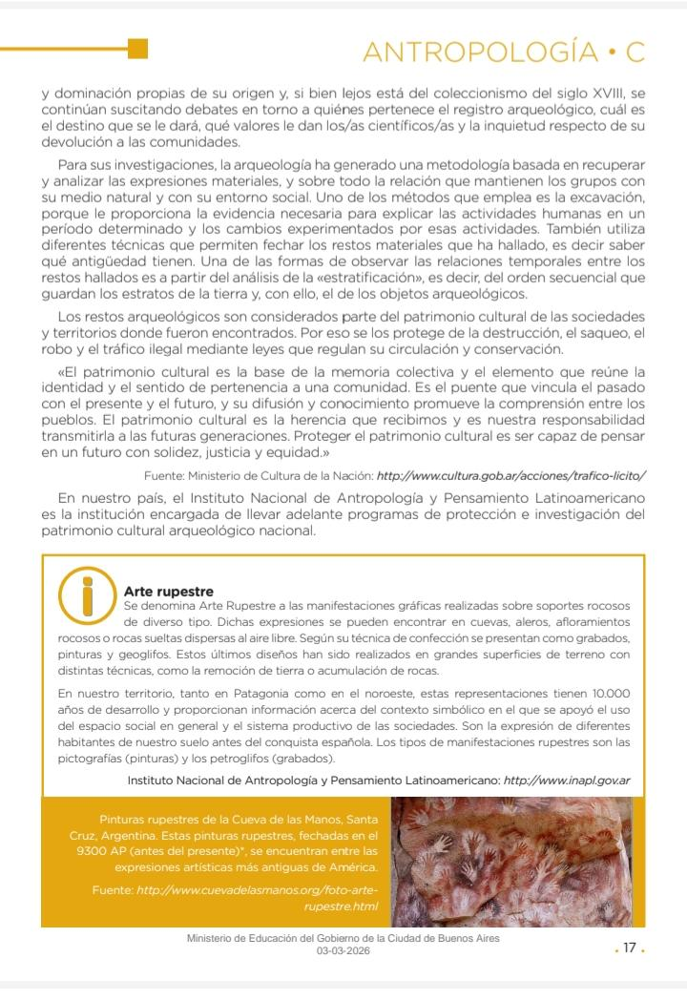 ANTROPOLOGÍA • C
y dominación propias de su origen y, si bien lejos está del coleccionismo del siglo XVIII, se
continúan suscitando debates en torno a quiénes pertenece el registro arqueológico, cuál es
el destino que se le dará, qué valores le dan los/as científicos/as y la inquietud respecto de su
devolución a las comunidades.
Para sus investigaciones, la arqueología ha generado una metodología basada en recuperar
y analizar las expresiones materiales, y sobre todo la relación que mantienen los grupos con
su medio natural y con su entorno social. Uno de los métodos que emplea es la excavación,
porque le proporciona la evidencia necesaria para explicar las actividades humanas en un
período determinado y los cambios experimentados por esas actividades. También utiliza
diferentes técnicas que permiten fechar los restos materiales que ha hallado, es decir saber
qué antigüedad tienen. Una de las formas de observar las relaciones temporales entre los
restos hallados es a partir del análisis de la «estratificación», es decir, del orden secuencial que
guardan los estratos de la tierra y, con ello, el de los objetos arqueológicos.
Los restos arqueológicos son considerados parte del patrimonio cultural de las sociedades
y territorios donde fueron encontrados. Por eso se los protege de la destrucción, el saqueo, el
robo y el tráfico ilegal mediante leyes que regulan su circulación y conservación.
«El patrimonio cultural es la base de la memoria colectiva y el elemento que reúne la
identidad y el sentido de pertenencia a una comunidad. Es el puente que vincula el pasado
con el presente y el futuro, y su difusión y conocimiento promueve la comprensión entre los
pueblos. El patrimonio cultural es la herencia que recibimos y es nuestra responsabilidad
transmitirla a las futuras generaciones. Proteger el patrimonio cultural es ser capaz de pensar
en un futuro con solidez, justicia y equidad.»
Fuente: Ministerio de Cultura de la Nación: http://www.cultura.gob.ar/acciones/trafico-licito/
En nuestro país, el Instituto Nacional de Antropología y Pensamiento Latinoamericano
es la institución encargada de llevar adelante programas de protección e investigación del
patrimonio cultural arqueológico nacional.
Arte rupestre
Se denomina Arte Rupestre a las manifestaciones gráficas realizadas sobre soportes rocosos
de diverso tipo. Dichas expresiones se pueden encontrar en cuevas, aleros, afloramientos
rocosos o rocas sueltas dispersas al aire libre. Según su técnica de confección se presentan como grabados,
pinturas y geoglifos. Estos últimos diseños han sido realizados en grandes superficies de terreno con
distintas técnicas, como la remoción de tierra o acumulación de rocas.
En nuestro territorio, tanto en Patagonia como en el noroeste, estas representaciones tienen 10.000
años de desarrollo y proporcionan información acerca del contexto simbólico en el que se apoyó el uso
del espacio social en general y el sistema productivo de las sociedades. Son la expresión de diferentes
habitantes de nuestro suelo antes del conquista española. Los tipos de manifestaciones rupestres son las
pictografías (pinturas) y los petroglifos (grabados).
Instituto Nacional de Antropología y Pensamiento Latinoamericano: http://www.inapl.gov.ar
Pinturas rupestres de la Cueva de las Manos, Santa
Cruz, Argentina. Estas pinturas rupestres, fechadas en el
9300 AP (antes del presente)*, se encuentran entre las
expresiones artísticas más antiguas de América.
Fuente: http://www.cuevadelasmanos.org/foto-arte-
rupestre.html
Ministerio de Educación del Gobierno de la Ciudad de Buenos Aires
03-03-2026
. 17 .